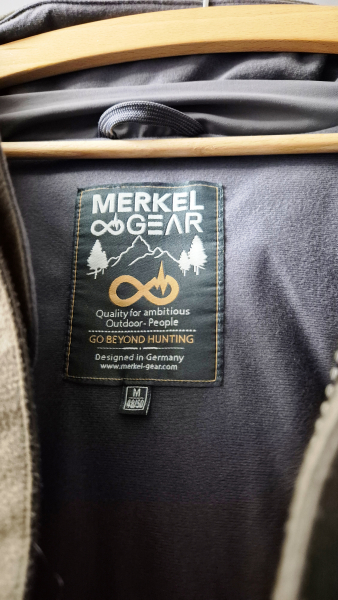 MERKEL
GEAR
Quality for ambitious
Outdoor- People
GO BEYOND HUNTING
Designed in Germany
www.merkel-gear.com
M
48/50